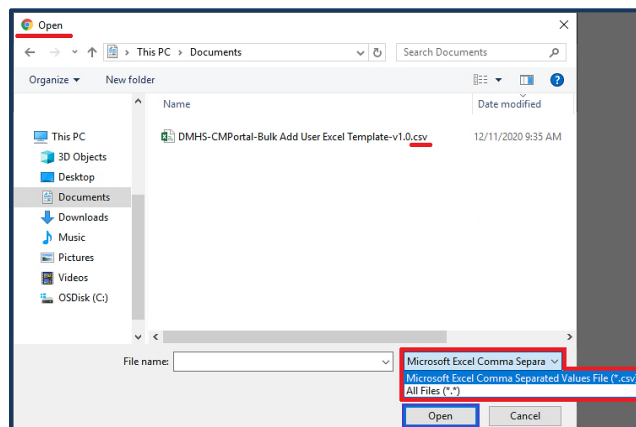 Open
This PC > Documents
Search Documents
Organize
New folder
Name
Date modified
This PC
DMHS-CMPortal-Bulk Add User Excel Template-v1.0.csv
12/11/2020 9:35 AM
3D Objects
Desktop
Documents
Downloads
Music
Pictures
Videos
OSDisk (C:)
File name:
Microsoft Excel Comma Separa
Microsoft Excel Comma Separated Values File (*.csv
All Files (*.*)
Open
Cancel